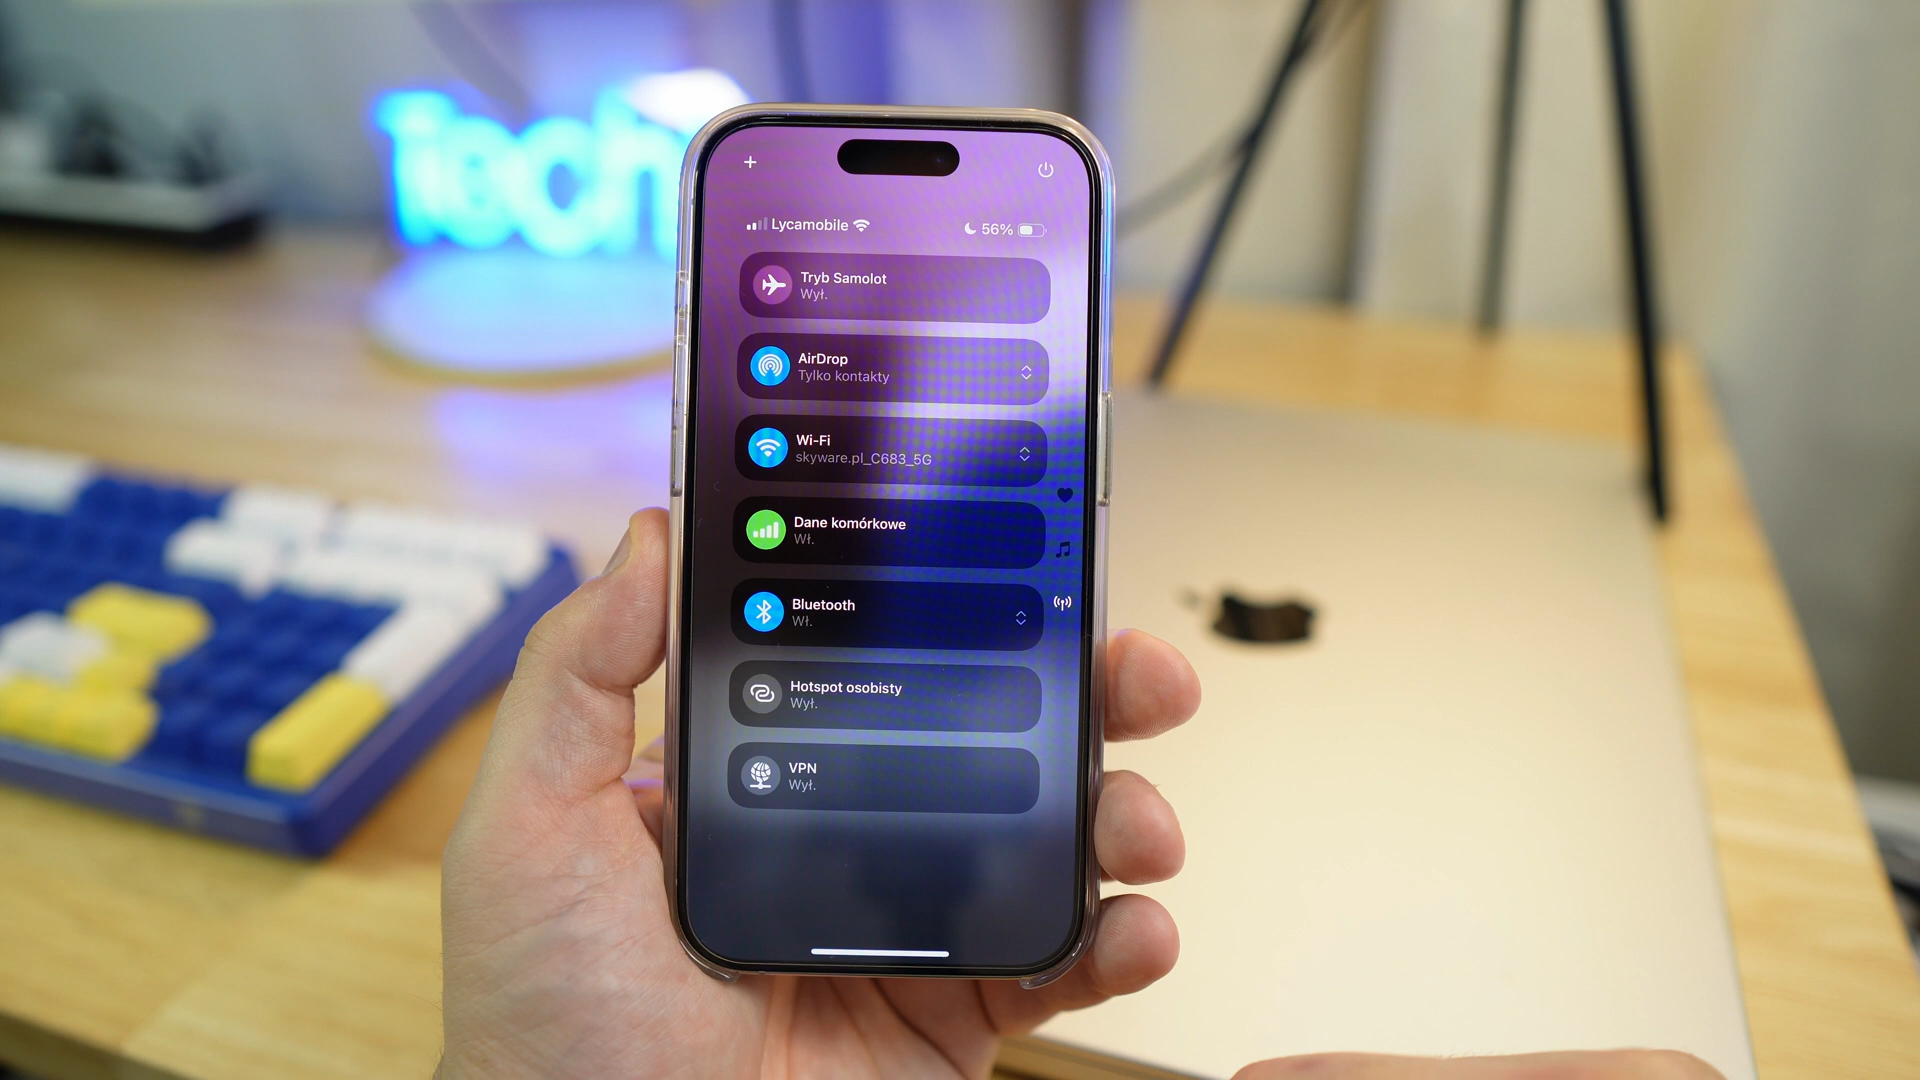 Tech
Lycamobile 56%
Tryb Samolot
Wył.
AirDrop
Tylko kontakty
Wi-Fi
skyware.pl_C683_5G
Dane komórkowe
Wł.
Bluetooth
Wł.
Hotspot osobisty
Wył.
VPN
Wył.